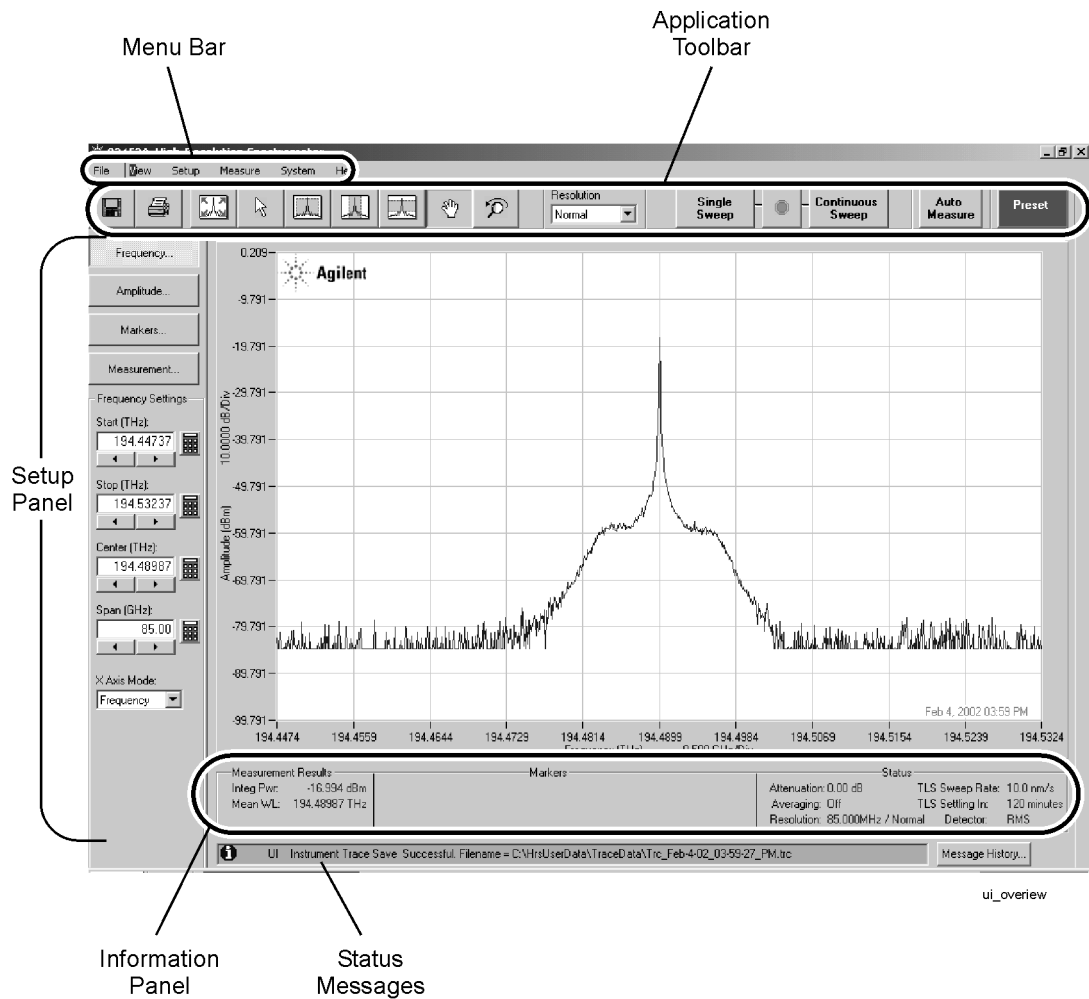 Menu Bar
Application
Toolbar
High
File View Setup Measure System
Resolution
Normal
Single
Sweep
Continuous
Sweep
Auto
Measure
Preset
Frequency...
Amplitude...
Markers...
Measurement...
Frequency Settings
Start (THz):
194.44737
Stop (THz):
194.53237
Center (THz):
194.48987
Span (GHz):
85.00
X Axis Mode:
Frequency
Setup
Panel
Agilent
0.209
-9.791
-19.791
-29.791
-39.791
-49.791
-59.791
-69.791
-79.791
-89.791
-99.791
10.0000 dB/Div
Amplitude (dBm)
Feb 4, 2002 03:59 PM
194.4474 194.4559 194.4644 194.4729 194.4814 194.4899 194.4984 194.5069 194.5154 194.5239 194.5324
Frequency (THz) 8.500 GHz/Div
Measurement Results
Integ Pwr: -16.994 dBm
Mean WL: 194.48987 THz
Markers
Status
Attenuation: 0.00 dB TLS Sweep Rate: 10.0 nm/s
Averaging: Off TLS Settling In: 120 minutes
Resolution: 85.000MHz / Normal Detector: RMS
UI Instrument Trace Save Successful: Filename = C:\HrsUserData\TraceData\Trc_Feb-4-02_03-59-27_PM.trc
Message History...
ui_overiew
Information
Panel
Status
Messages